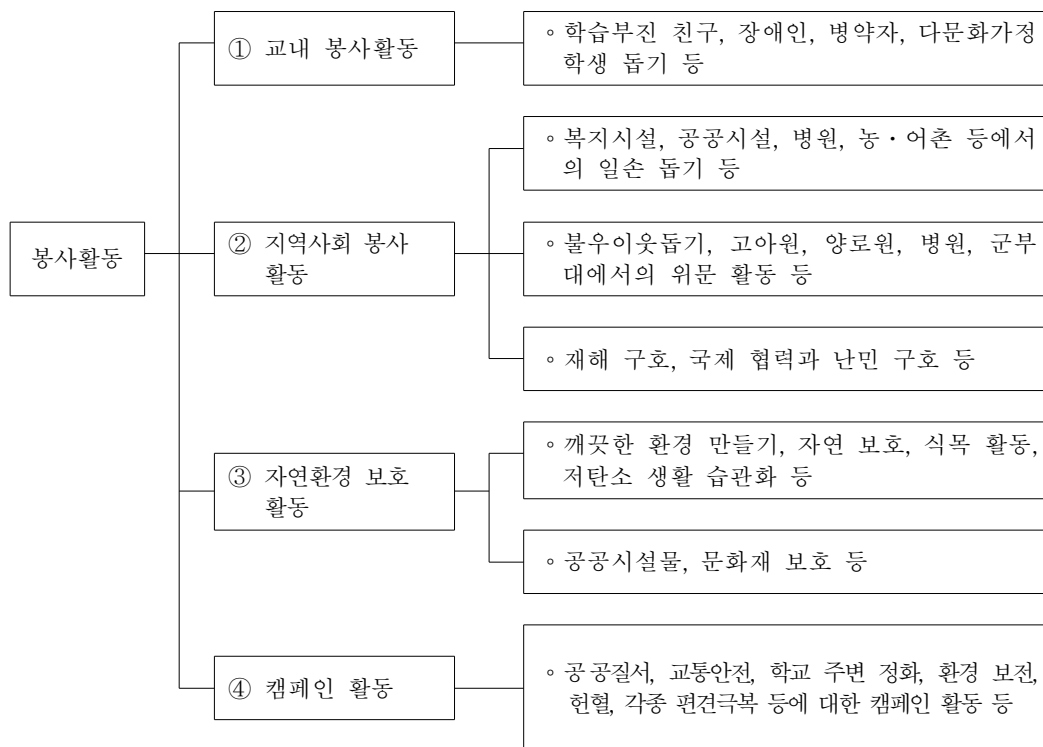 봉사활동
① 교내 봉사활동
◦ 학습부진 친구, 장애인, 병약자, 다문화가정
학생 돕기 등
② 지역사회 봉사
활동
◦ 복지시설, 공공시설, 병원, 농・어촌 등에서
의 일손 돕기 등
◦ 불우이웃돕기, 고아원, 양로원, 병원, 군부
대에서의 위문 활동 등
◦ 재해 구호, 국제 협력과 난민 구호 등
③ 자연환경 보호
활동
◦ 깨끗한 환경 만들기, 자연 보호, 식목 활동,
저탄소 생활 습관화 등
◦ 공공시설물, 문화재 보호 등
④ 캠페인 활동
◦ 공공질서, 교통안전, 학교 주변 정화, 환경 보전,
헌혈, 각종 편견극복 등에 대한 캠페인 활동 등